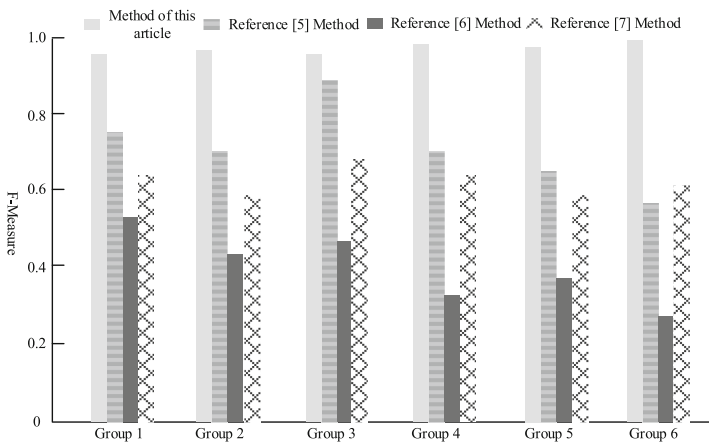 Method of this
article
Reference [5] Method
Reference [6] Method
Reference [7] Method
1.0
0.8
0.6
0.4
0.2
0
F-Measure
Group 1
Group 2
Group 3
Group 4
Group 5
Group 6